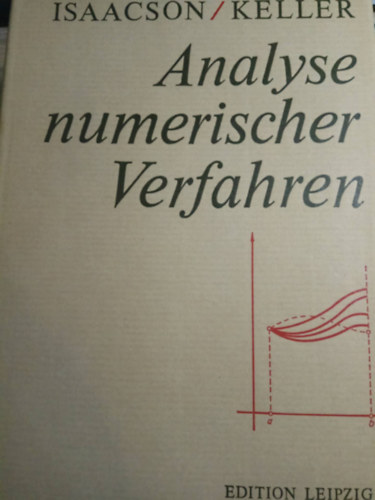 ISAACSON / KELLER
Analyse
numerischer
Verfahren
a
b
EDITION LEIPZIG